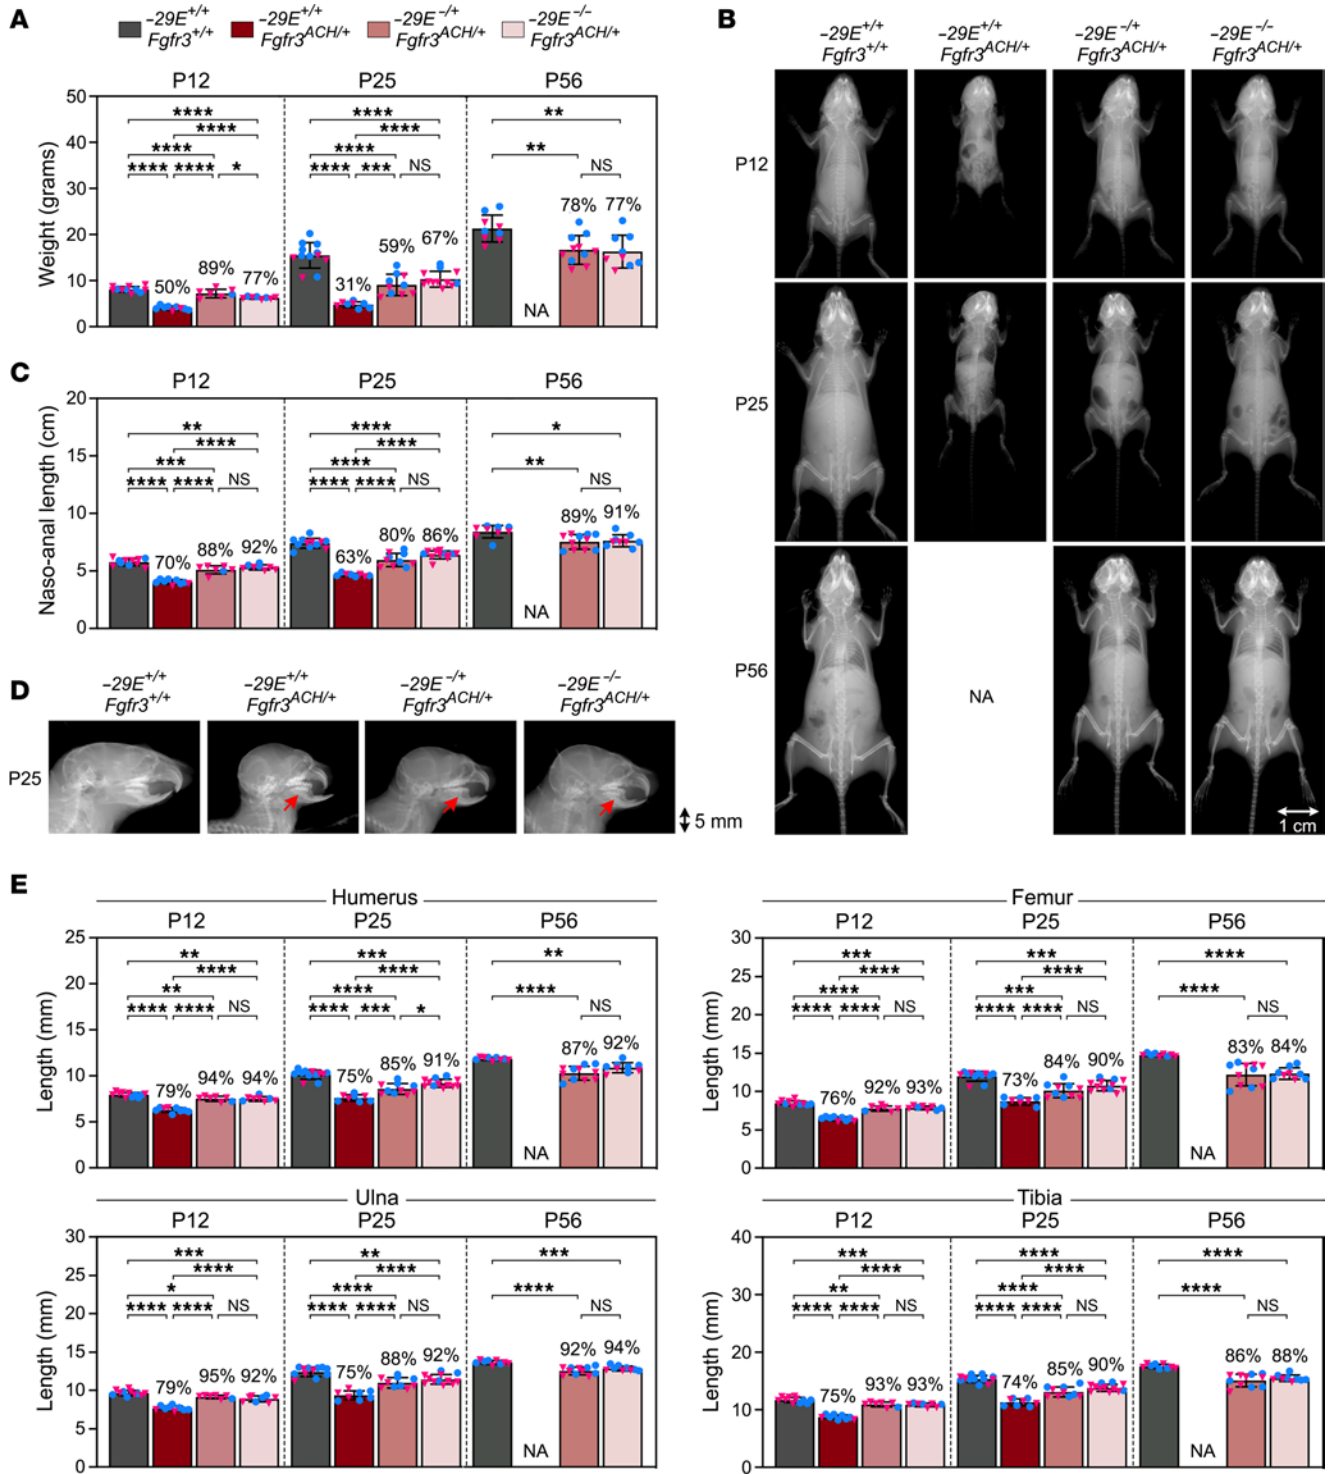 A
-29E+/+ Fgfr3+/+
-29E+/+ Fgfr3ACH/+
-29E-/+ Fgfr3ACH/+
-29E-/- Fgfr3ACH/+
P12 P25 P56
Weight (grams)
50
40
30
20
10
0
**** **** **
**** ****
**** **** **
**** **** * **** *** NS NS
50% 89% 77% 31% 59% 67% NA 78% 77%
B
-29E+/+ Fgfr3+/+
-29E+/+ Fgfr3ACH/+
-29E-/+ Fgfr3ACH/+
-29E-/- Fgfr3ACH/+
P12
P25
P56
NA
1 cm
C
P12 P25 P56
Naso-anal length (cm)
20
15
10
5
0
** **** *
**** ****
*** **** **
**** **** NS **** **** NS NS
70% 88% 92% 63% 80% 86% NA 89% 91%
D
-29E+/+ Fgfr3+/+
-29E+/+ Fgfr3ACH/+
-29E-/+ Fgfr3ACH/+
-29E-/- Fgfr3ACH/+
P25
5 mm
E
Humerus
P12 P25 P56
Length (mm)
25
20
15
10
5
0
** *** **
**** ****
** **** ****
**** **** NS **** *** * NS
79% 94% 94% 75% 85% 91% NA 87% 92%
Femur
P12 P25 P56
Length (mm)
30
25
20
15
10
5
0
*** *** ****
**** ****
**** *** ****
**** **** NS **** **** NS NS
76% 92% 93% 73% 84% 90% NA 83% 84%
Ulna
P12 P25 P56
Length (mm)
30
25
20
15
10
5
0
*** ** ***
**** ****
* **** ****
**** **** NS **** **** NS NS
79% 95% 92% 75% 88% 92% NA 92% 94%
Tibia
P12 P25 P56
Length (mm)
40
30
20
10
0
*** **** ****
**** ****
** **** ****
**** **** NS **** **** NS NS
75% 93% 93% 74% 85% 90% NA 86% 88%